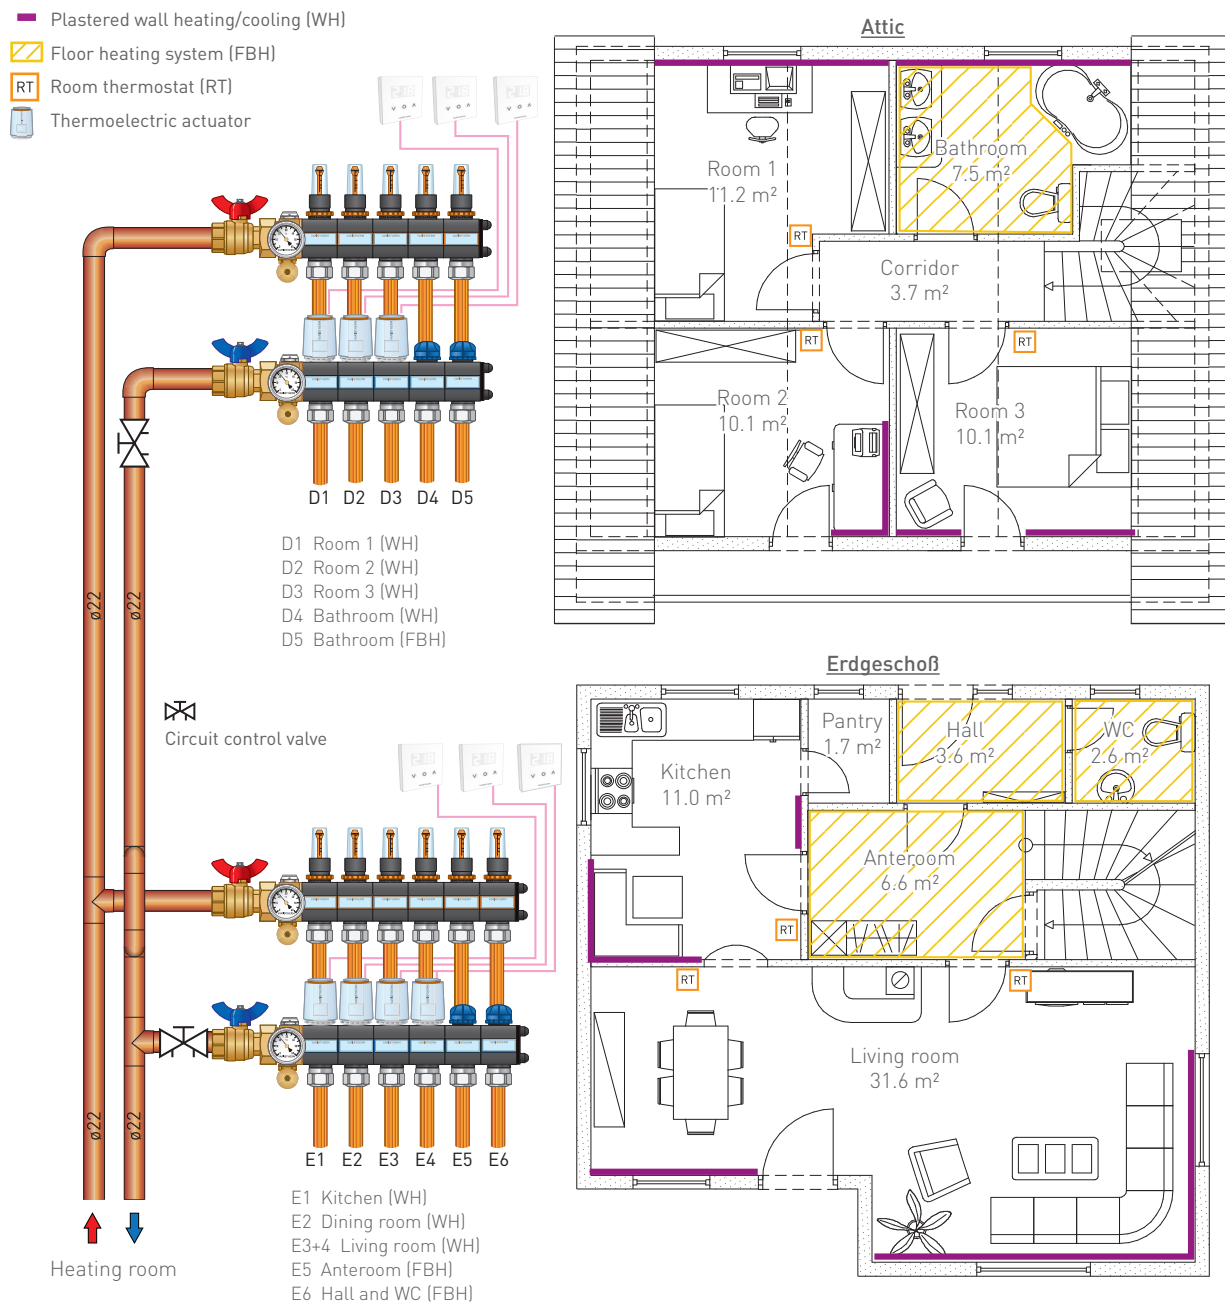 Plastered wall heating/cooling (WH)
Floor heating system (FBH)
RT Room thermostat (RT)
Thermoelectric actuator
D1 D2 D3 D4 D5
D1 Room 1 (WH)
D2 Room 2 (WH)
D3 Room 3 (WH)
D4 Bathroom (WH)
D5 Bathroom (FBH)
ø22 ø22
Circuit control valve
ø22 ø22
E1 E2 E3 E4 E5 E6
E1 Kitchen (WH)
E2 Dining room (WH)
E3+4 Living room (WH)
E5 Anteroom (FBH)
E6 Hall and WC (FBH)
Heating room
Attic
Room 1
11.2 m²
Bathroom
7.5 m²
RT
Corridor
3.7 m²
RT
RT
Room 2
10.1 m²
Room 3
10.1 m²
Erdgeschoß
Kitchen
11.0 m²
Pantry
1.7 m²
Hall
3.6 m²
WC
2.6 m²
Anteroom
6.6 m²
RT
RT
RT
Living room
31.6 m²